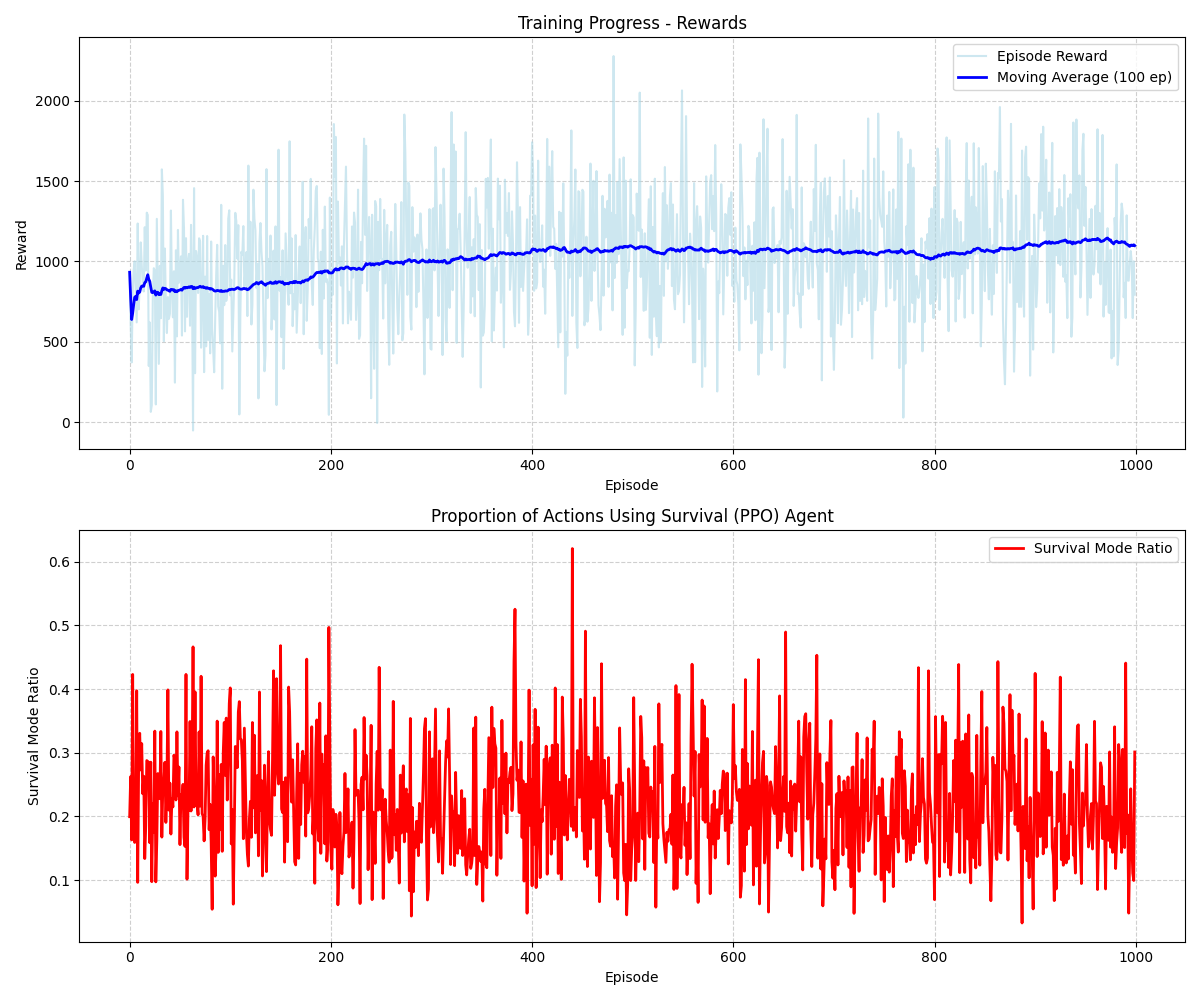 Training Progress - Rewards
Episode Reward
Moving Average (100 ep)
Reward
2000
1500
1000
500
0
0 200 400 600 800 1000
Episode
Proportion of Actions Using Survival (PPO) Agent
Survival Mode Ratio
Survival Mode Ratio
0.6
0.5
0.4
0.3
0.2
0.1
0 200 400 600 800 1000
Episode